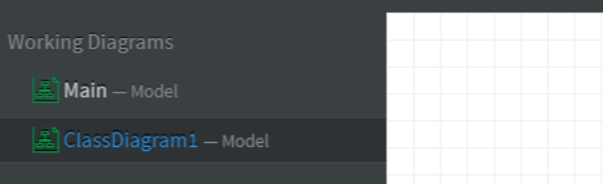 Working Diagrams
Main — Model
ClassDiagram1 — Model